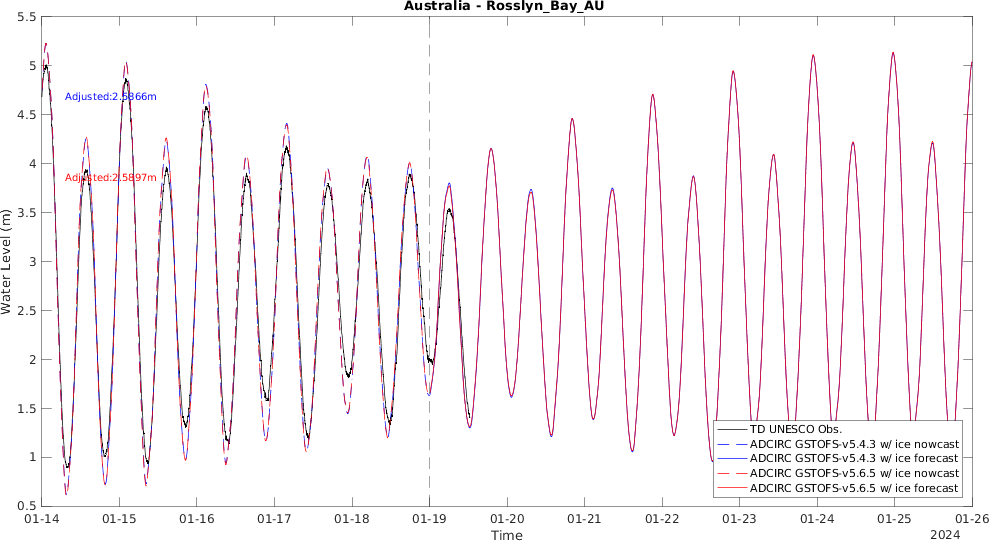 Australia - Rosslyn_Bay_AU
5.5
5
4.5
4
3.5
3
2.5
2
1.5
1
0.5
Water Level (m)
Adjusted:2.5866m
Adjusted:2.5897m
TD UNESCO Obs.
ADCIRC GSTOFS-v5.4.3 w/ ice nowcast
ADCIRC GSTOFS-v5.4.3 w/ ice forecast
ADCIRC GSTOFS-v5.6.5 w/ ice nowcast
ADCIRC GSTOFS-v5.6.5 w/ ice forecast
01-14 01-15 01-16 01-17 01-18 01-19 01-20 01-21 01-22 01-23 01-24 01-25 01-26
Time
2024